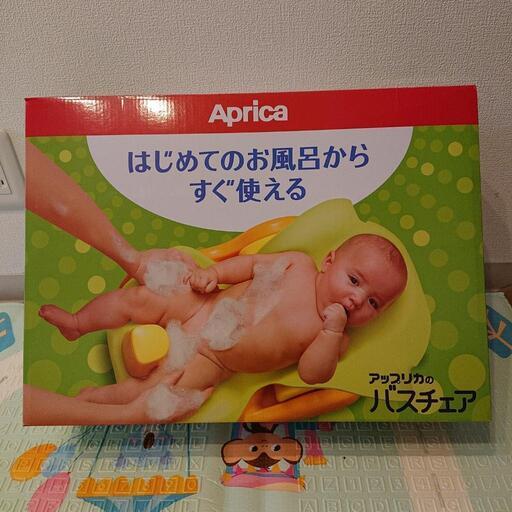 Aprica
はじめてのお風呂から
すぐ使える
アップリカの
バスチェア